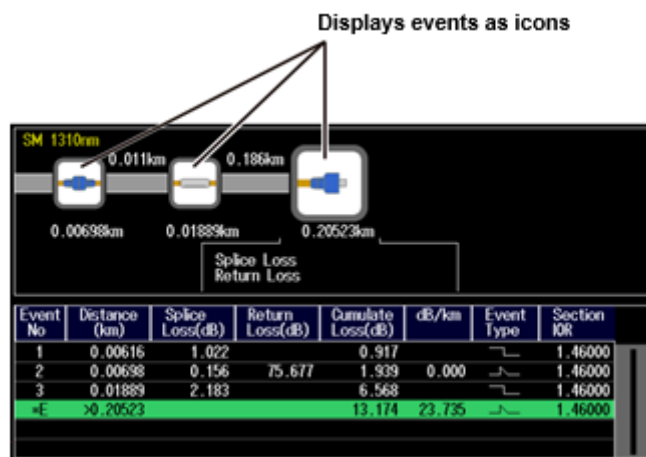 Displays events as icons
SM 1310nm
0.011km 0.186km
0.00698km 0.01889km 0.20523km
Splice Loss
Return Loss
Event No Distance (km) Splice Loss(dB) Return Loss(dB) Cumulate Loss(dB) dB/km Event Type Section IOR
1 0.00616 1.022 0.917 1.46000
2 0.00698 0.156 75.677 1.939 0.000 1.46000
3 0.01889 2.183 6.568 1.46000
*E >0.20523 13.174 23.735 1.46000